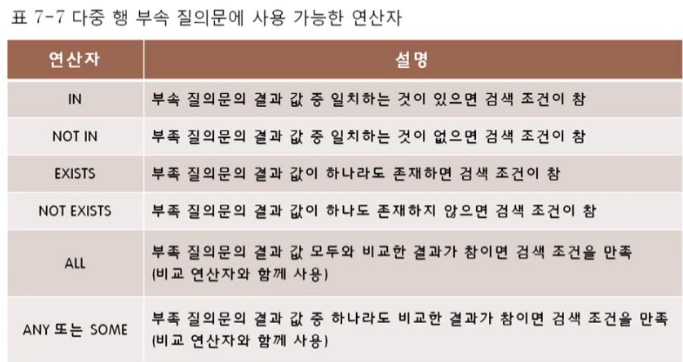 표 7-7 다중 행 부속 질의문에 사용 가능한 연산자
연산자 설명
IN 부속 질의문의 결과 값 중 일치하는 것이 있으면 검색 조건이 참
NOT IN 부족 질의문의 결과 값 중 일치하는 것이 없으면 검색 조건이 참
EXISTS 부족 질의문의 결과 값이 하나라도 존재하면 검색 조건이 참
NOT EXISTS 부족 질의문의 결과 값이 하나도 존재하지 않으면 검색 조건이 참
ALL 부족 질의문의 결과 값 모두와 비교한 결과가 참이면 검색 조건을 만족
(비교 연산자와 함께 사용)
ANY 또는 SOME 부족 질의문의 결과 값 중 하나라도 비교한 결과가 참이면 검색 조건을 만족
(비교 연산자와 함께 사용)